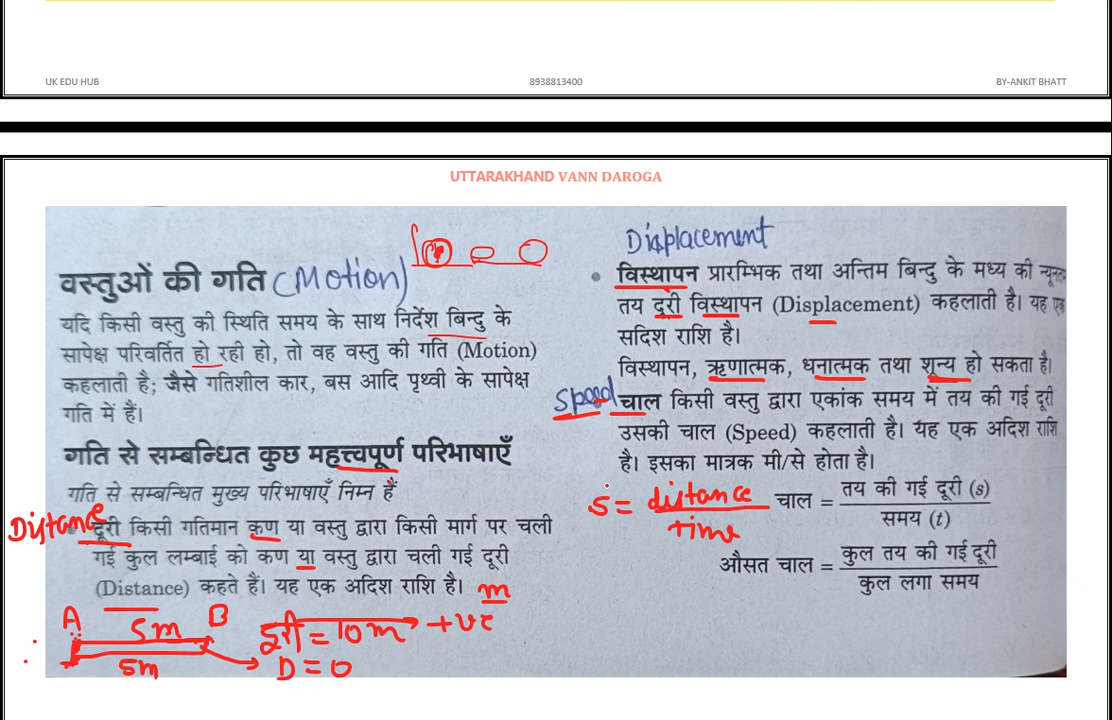 UK EDU HUB
8938813400
BY-ANKIT BHATT
UTTARAKHAND VANN DAROGA
वस्तुओं की गति (Motion)
यदि किसी वस्तु की स्थिति समय के साथ निर्देश बिन्दु के
सापेक्ष परिवर्तित हो रही हो, तो वह वस्तु की गति (Motion)
कहलाती है; जैसे गतिशील कार, बस आदि पृथ्वी के सापेक्ष
गति में हैं।
गति से सम्बन्धित कुछ महत्त्वपूर्ण परिभाषाएँ
गति से सम्बन्धित मुख्य परिभाषाएँ निम्न हैं
Distance
दूरी किसी गतिमान कण या वस्तु द्वारा किसी मार्ग पर चली
गई कुल लम्बाई को कण या वस्तु द्वारा चली गई दूरी
(Distance) कहते हैं। यह एक अदिश राशि है। m
A 5m B
5m
दूरी = 10m +ve
D = 0
Displacement
• विस्थापन प्रारम्भिक तथा अन्तिम बिन्दु के मध्य की न्यूनतम
तय दूरी विस्थापन (Displacement) कहलाती है। यह एक
सदिश राशि है।
विस्थापन, ऋणात्मक, धनात्मक तथा शून्य हो सकता है।
Speed
चाल किसी वस्तु द्वारा एकांक समय में तय की गई दूरी
उसकी चाल (Speed) कहलाती है। यह एक अदिश राशि
है। इसका मात्रक मी/से होता है।
S = distance / time
चाल = तय की गई दूरी (s) / समय (t)
औसत चाल = कुल तय की गई दूरी / कुल लगा समय